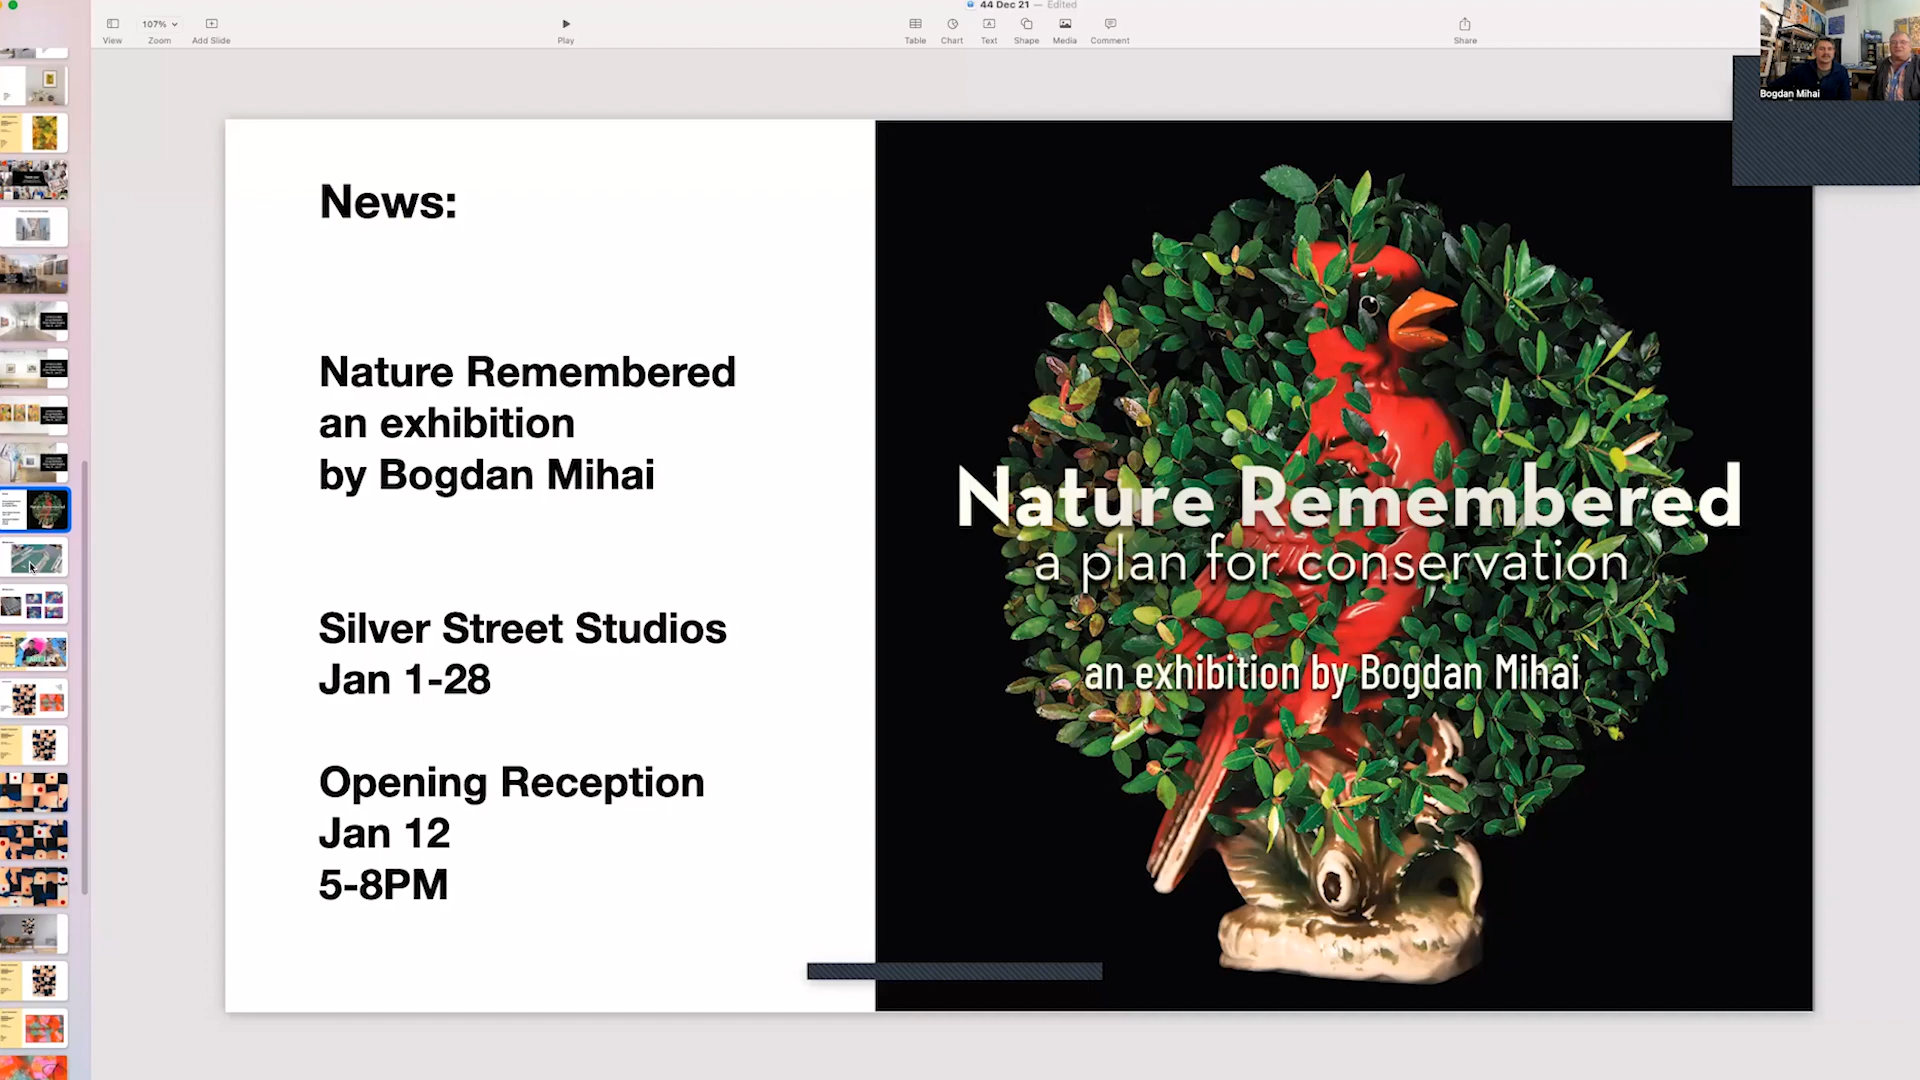 44 Dec 21 — Edited
107%
View
Zoom
Add Slide
Play
Table
Chart
Text
Shape
Media
Comment
Share
Bogdan Mihai
News:
Nature Remembered
an exhibition
by Bogdan Mihai
Silver Street Studios
Jan 1-28
Opening Reception
Jan 12
5-8PM
Nature Remembered
a plan for conservation
an exhibition by Bogdan Mihai